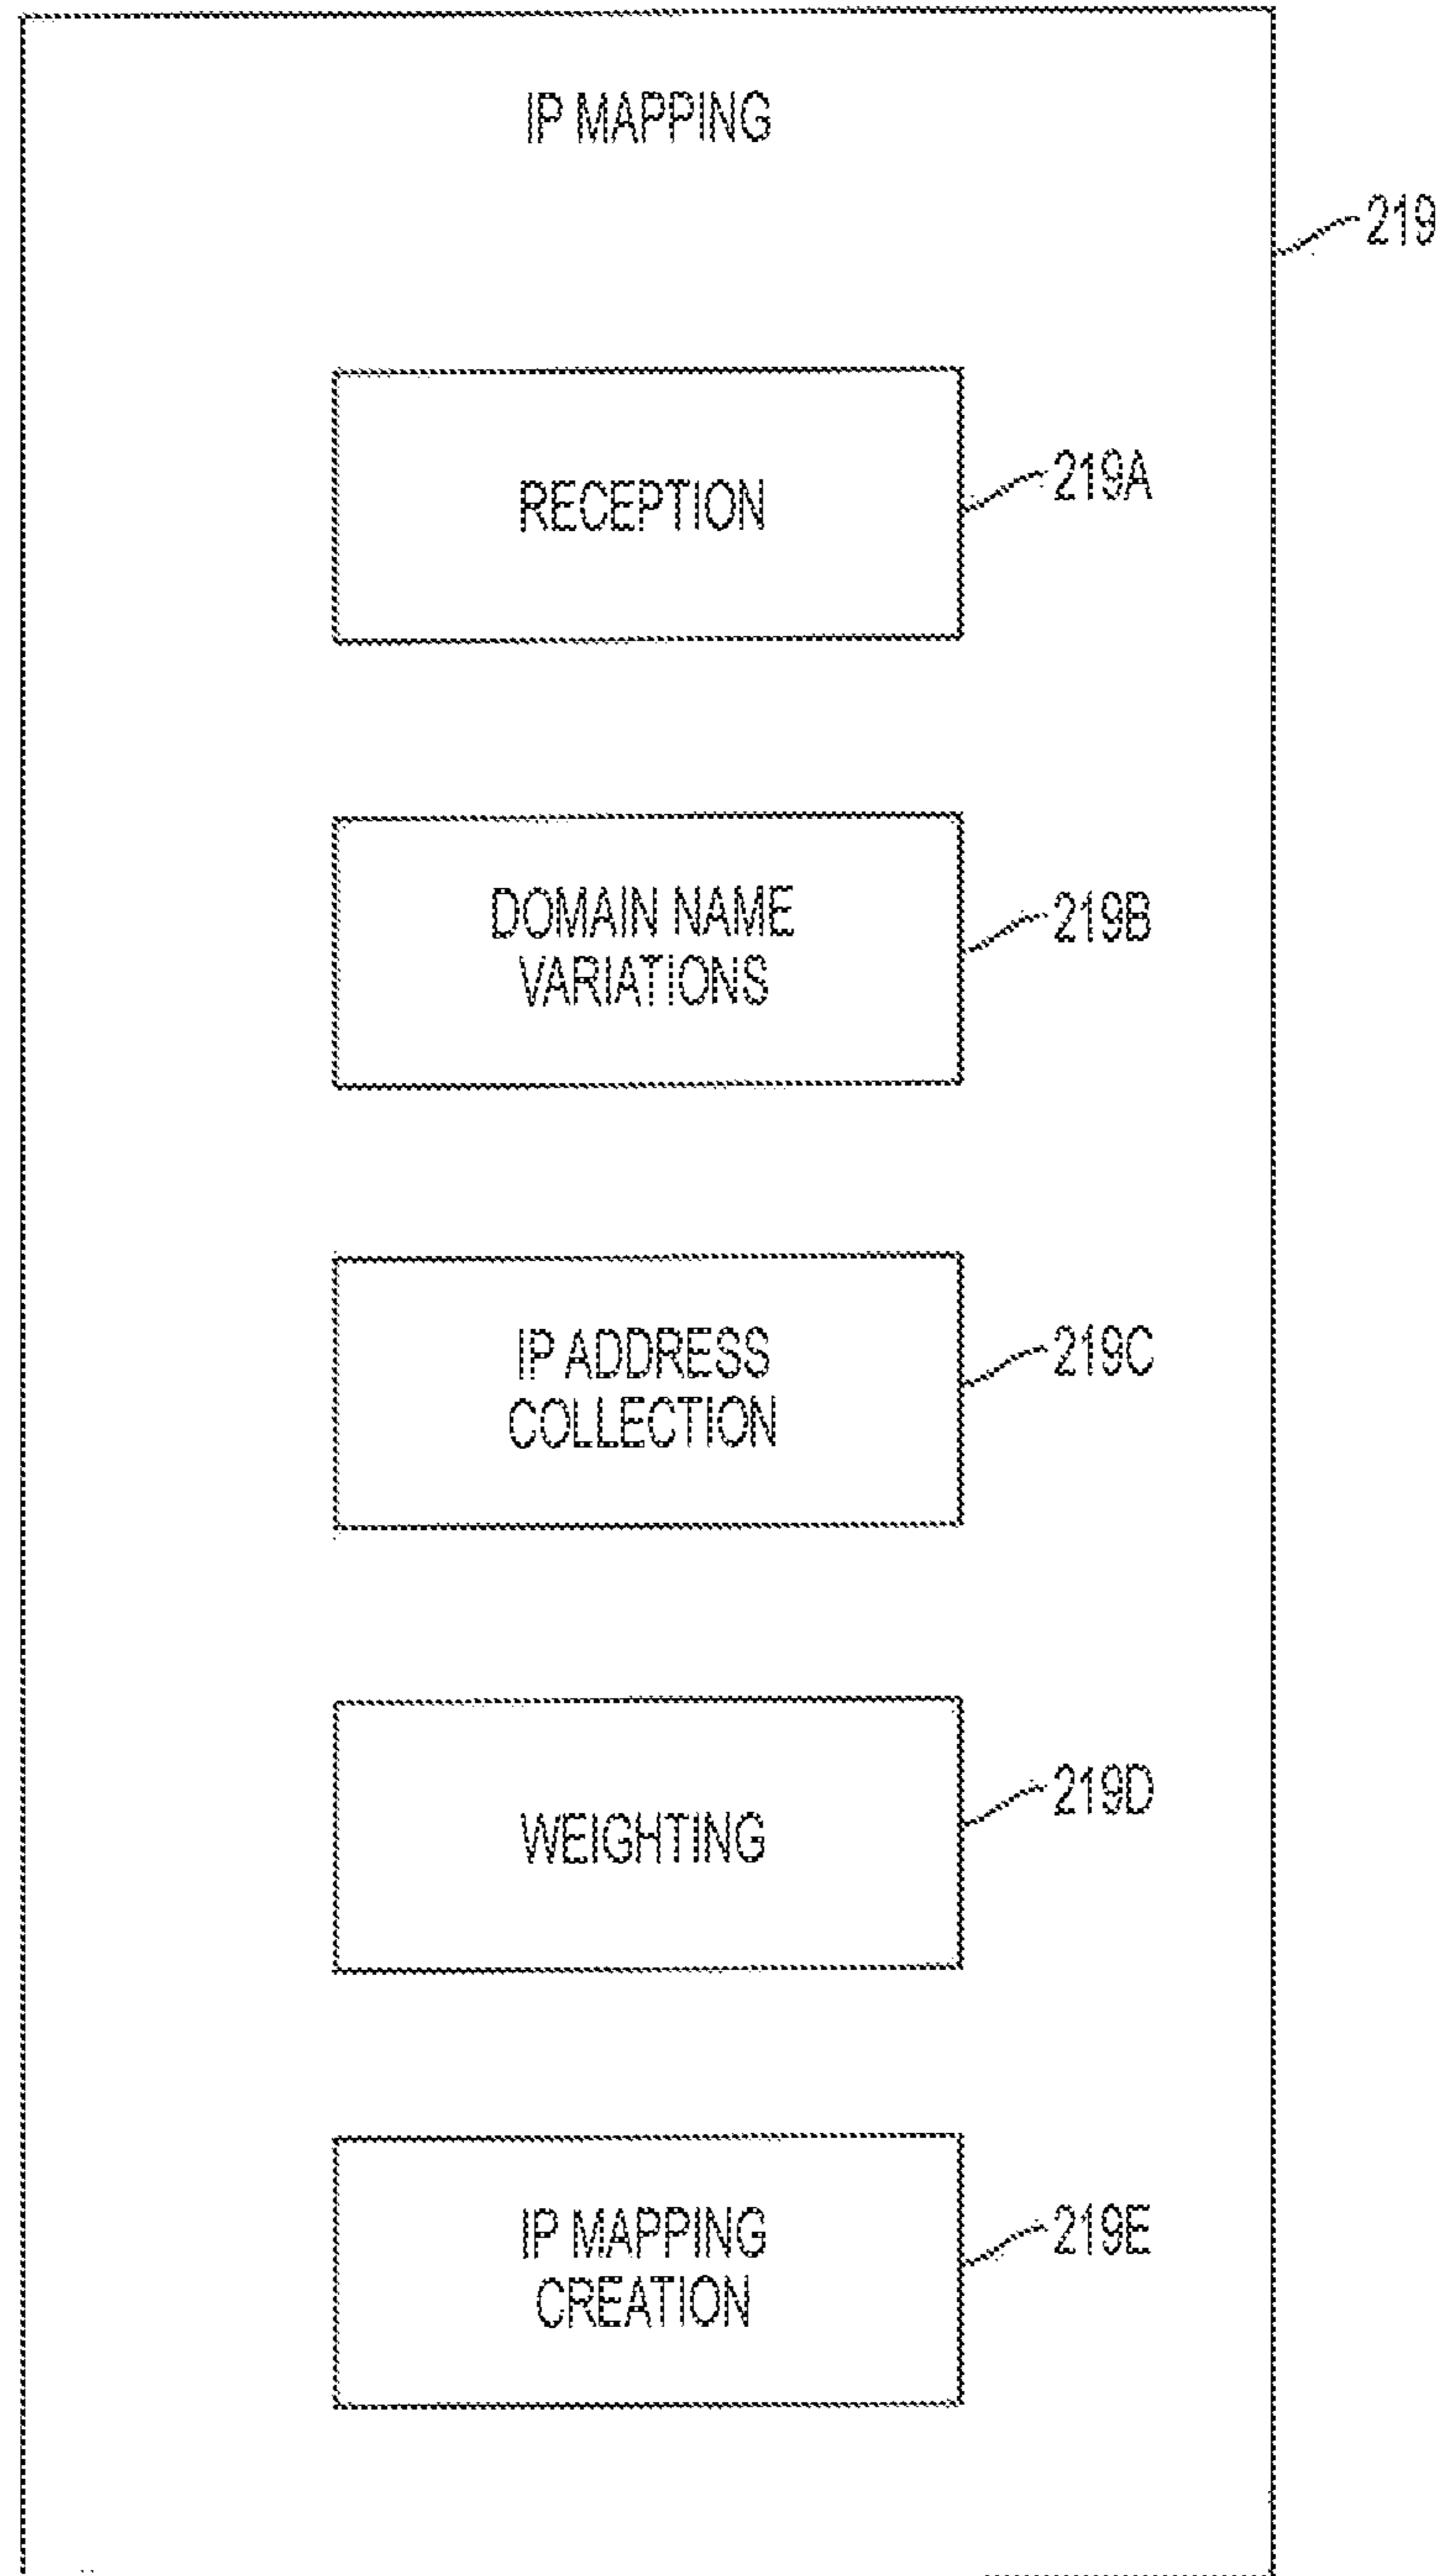 IP MAPPING
219
RECEPTION
219A
DOMAIN NAME
VARIATIONS
219B
IP ADDRESS
COLLECTION
219C
WEIGHTING
219D
IP MAPPING
CREATION
219E